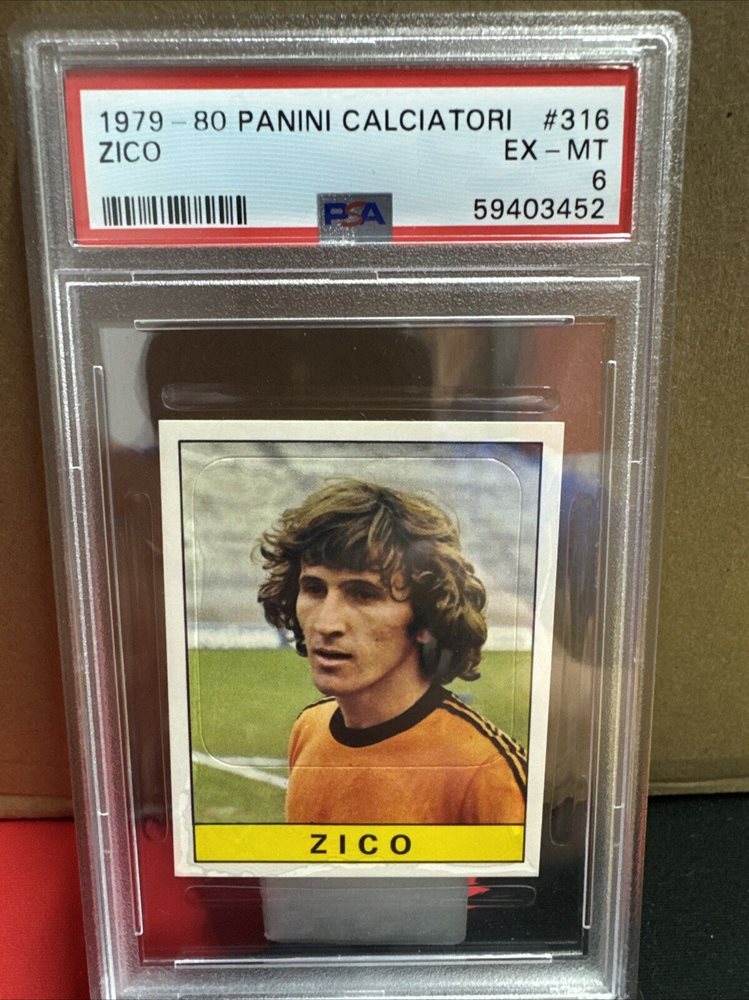 1979-80 PANINI CALCIATORI #316
ZICO EX-MT
6
PSA 59403452
ZICO